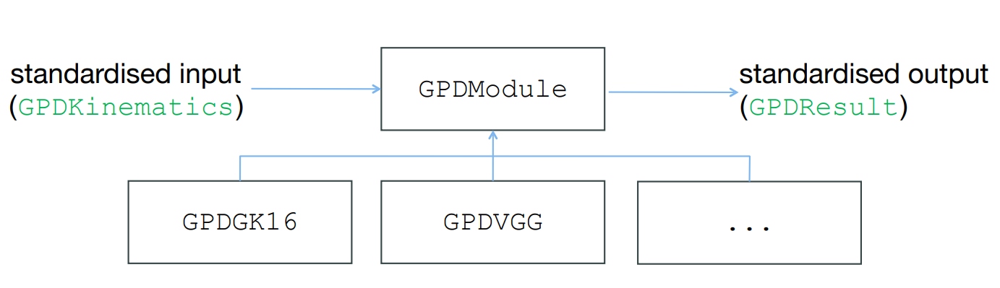 standardised input
(GPDKinematics)
GPDModule
standardised output
(GPDResult)
GPDGK16
GPDVGG
...